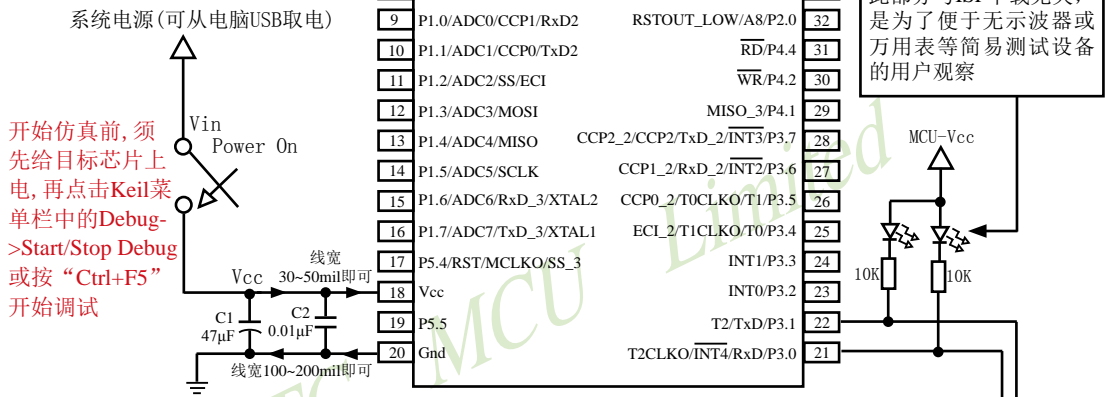 系统电源(可从电脑USB取电)
Vin
Power On
开始仿真前,须
先给目标芯片上
电,再点击Keil菜
单栏中的Debug-
>Start/Stop Debug
或按“Ctrl+F5”
开始调试
Vcc
线宽
30~50mil即可
C1
47μF
C2
0.01μF
线宽100~200mil即可
9 P1.0/ADC0/CCP1/RxD2
10 P1.1/ADC1/CCP0/TxD2
11 P1.2/ADC2/SS/ECI
12 P1.3/ADC3/MOSI
13 P1.4/ADC4/MISO
14 P1.5/ADC5/SCLK
15 P1.6/ADC6/RxD_3/XTAL2
16 P1.7/ADC7/TxD_3/XTAL1
17 P5.4/RST/MCLKO/SS_3
18 Vcc
19 P5.5
20 Gnd
RSTOUT_LOW/A8/P2.0 32
RD/P4.4 31
WR/P4.2 30
MISO_3/P4.1 29
CCP2_2/CCP2/TxD_2/INT3/P3.7 28
CCP1_2/RxD_2/INT2/P3.6 27
CCP0_2/T0CLKO/T1/P3.5 26
ECI_2/T1CLKO/T0/P3.4 25
INT1/P3.3 24
INT0/P3.2 23
T2/TxD/P3.1 22
T2CLKO/INT4/RxD/P3.0 21
是为了便于无示波器或
万用表等简易测试设备
的用户观察
MCU-Vcc
10K
10K
MCU Limited